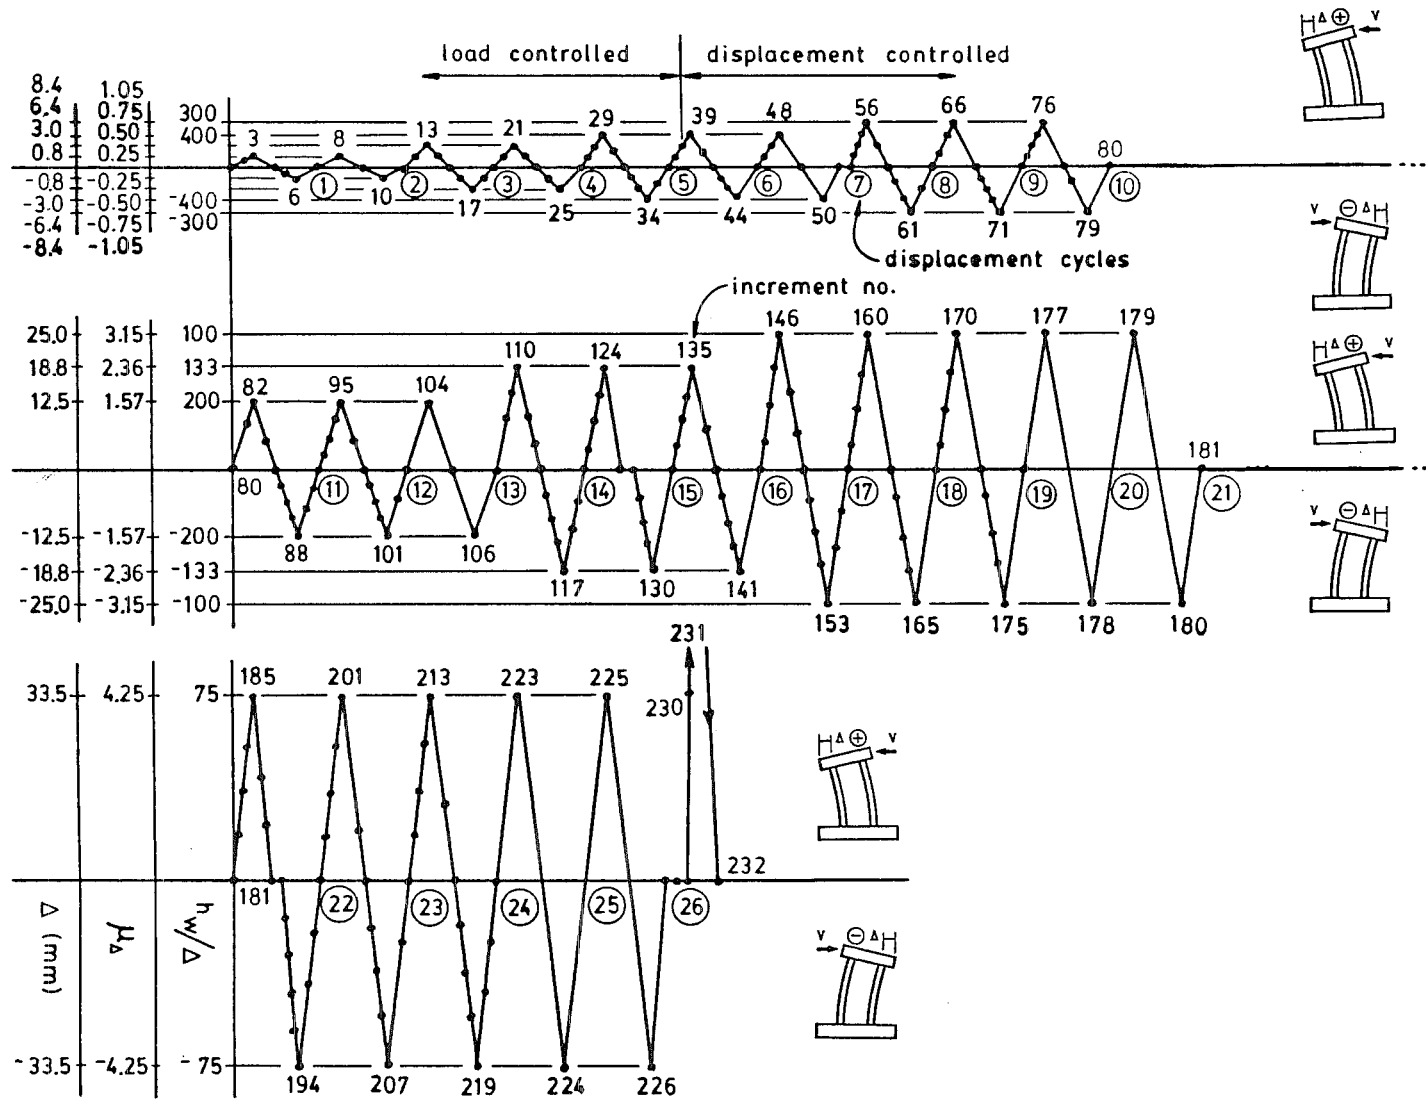 load controlled
displacement controlled
H Δ ⊕ V
8.4 1.05
6.4 0.75 300
3.0 0.50 400
0.8 0.25
-0.8 -0.25
-3.0 -0.50 -400
-6.4 -0.75 -300
-8.4 -1.05
3 8 13 21 29 39 48 56 66 76 80
① ② ③ ④ ⑤ ⑥ ⑦ ⑧ ⑨ ⑩
6 10 17 25 34 44 50 61 71 79
V ⊖ Δ H
displacement cycles
increment no.
25.0 3.15 100
18.8 2.36 133
12.5 1.57 200
82 95 104 110 124 135 146 160 170 177 179
H Δ ⊕ V
181
80 ⑪ ⑫ ⑬ ⑭ ⑮ ⑯ ⑰ ⑱ ⑲ ⑳ ㉑
V ⊖ Δ H
-12.5 -1.57 -200
-18.8 -2.36 -133
-25.0 -3.15 -100
88 101 106 117 130 141 153 165 175 178 180
231
185 201 213 223 225
33.5 4.25 75
230
H Δ ⊕ V
232
181 ㉒ ㉓ ㉔ ㉕ ㉖
Δ (mm)
μΔ
hw/Δ
V ⊖ Δ H
-33.5 -4.25 -75
194 207 219 224 226